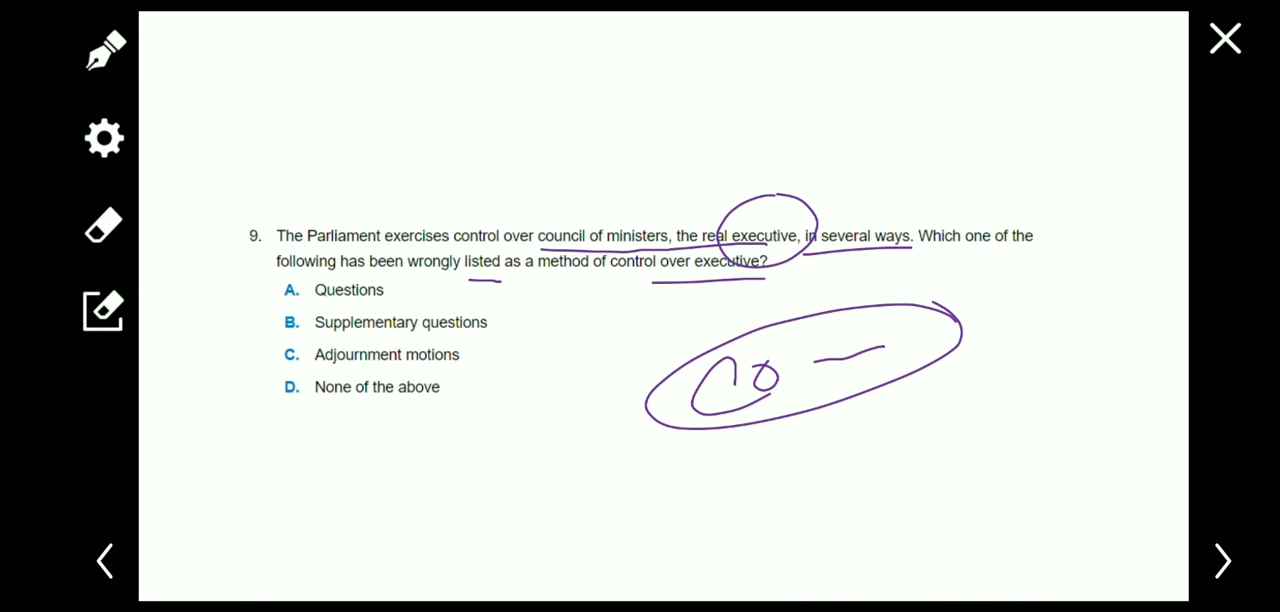 9. The Parliament exercises control over council of ministers, the real executive, in several ways. Which one of the
following has been wrongly listed as a method of control over executive?
A. Questions
B. Supplementary questions
C. Adjournment motions
D. None of the above